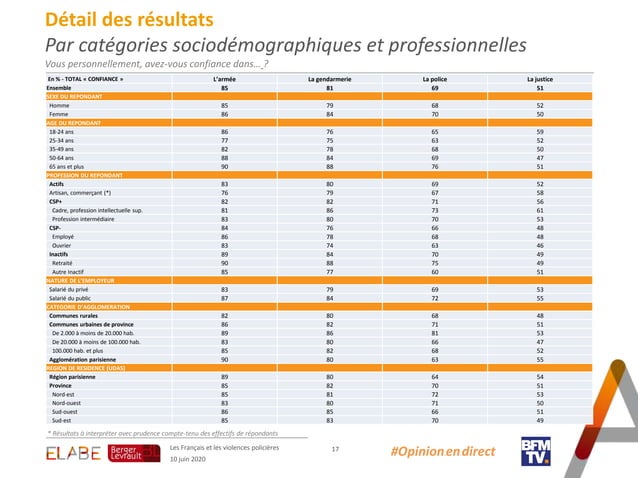 Détail des résultats
Par catégories sociodémographiques et professionnelles
Vous personnellement, avez-vous confiance dans… ?
En % - TOTAL « CONFIANCE » L'armée La gendarmerie La police La justice
Ensemble 85 81 69 51
SEXE DU REPONDANT
Homme 85 79 68 52
Femme 86 84 70 50
AGE DU REPONDANT
18-24 ans 86 76 65 59
25-34 ans 77 75 63 52
35-49 ans 82 78 68 50
50-64 ans 88 84 69 47
65 ans et plus 90 88 76 51
PROFESSION DU REPONDANT
Actifs 83 80 69 52
Artisan, commerçant (*) 76 79 67 58
CSP+ 82 82 71 56
Cadre, profession intellectuelle sup. 81 86 73 61
Profession intermédiaire 83 80 70 53
CSP- 84 76 66 48
Employé 86 78 68 48
Ouvrier 83 74 63 46
Inactifs 89 84 70 49
Retraité 90 88 75 49
Autre Inactif 85 77 60 51
NATURE DE L'EMPLOYEUR
Salarié du privé 83 79 69 53
Salarié du public 87 84 72 55
CATEGORIE D'AGGLOMERATION
Communes rurales 82 80 68 48
Communes urbaines de province 86 82 71 51
De 2.000 à moins de 20.000 hab. 89 86 81 53
De 20.000 à moins de 100.000 hab. 83 80 66 47
100.000 hab. et plus 85 82 68 52
Agglomération parisienne 90 80 63 55
REGION DE RESIDENCE (UDA5)
Région parisienne 89 80 64 54
Province 85 82 70 51
Nord-est 85 81 72 53
Nord-ouest 83 80 71 50
Sud-ouest 86 85 66 51
Sud-est 85 83 70 49
* Résultats à interpréter avec prudence compte-tenu des effectifs de répondants
ELABE
Berger Levrault
Les Français et les violences policières
10 juin 2020
17
#Opinion en direct
BFM TV.